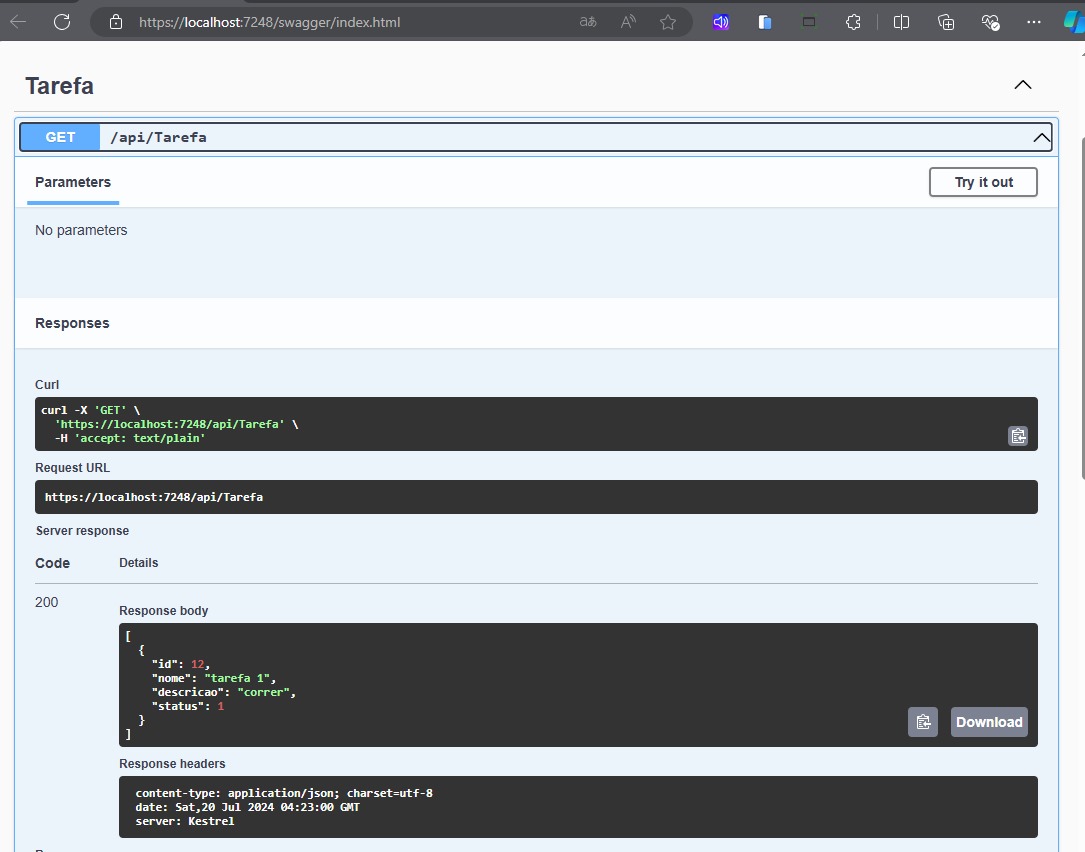 https://localhost:7248/swagger/index.html
Tarefa
GET /api/Tarefa
Parameters
Try it out
No parameters
Responses
Curl
curl -X 'GET' \
'https://localhost:7248/api/Tarefa' \
-H 'accept: text/plain'
Request URL
https://localhost:7248/api/Tarefa
Server response
Code Details
200
Response body
[
{
"id": 12,
"nome": "tarefa 1",
"descricao": "correr",
"status": 1
}
]
Download
Response headers
content-type: application/json; charset=utf-8
date: Sat,20 Jul 2024 04:23:00 GMT
server: Kestrel